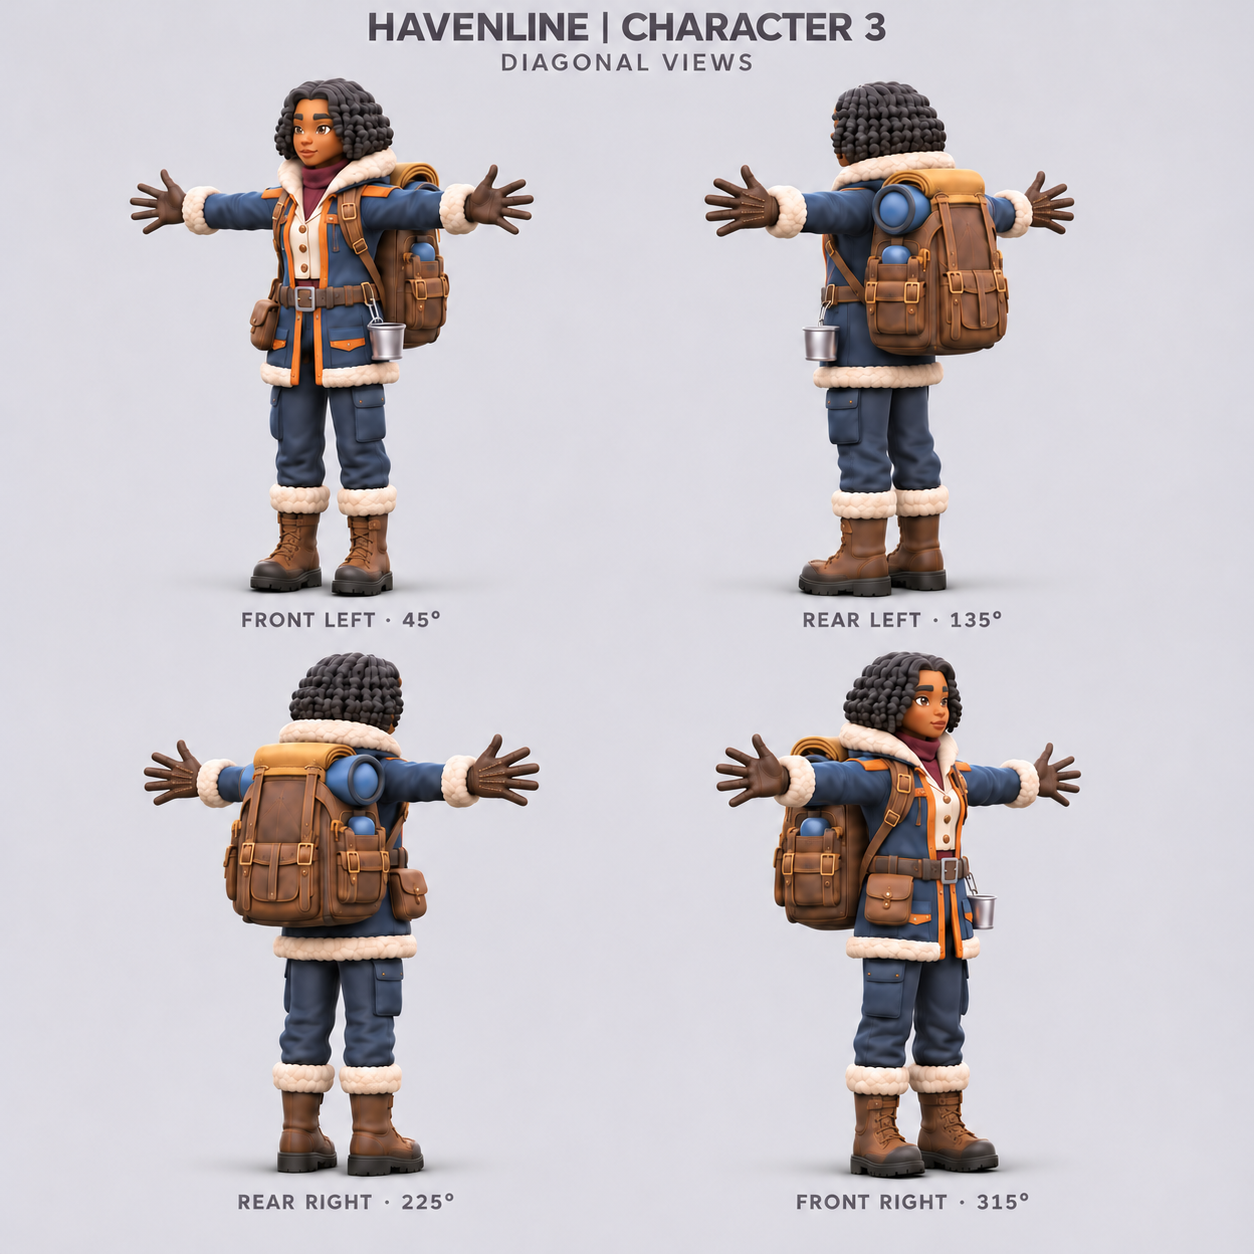 HAVENLINE | CHARACTER 3
DIAGONAL VIEWS
FRONT LEFT · 45°
REAR LEFT · 135°
REAR RIGHT · 225°
FRONT RIGHT · 315°